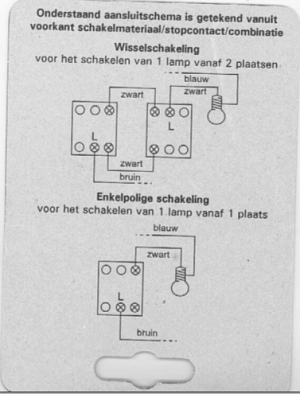 Onderstaand aansluitschema is getekend vanuit
voorkant schakelmateriaal/stopcontact/combinatie
Wisselschakeling
voor het schakelen van 1 lamp vanaf 2 plaatsen
blauw
zwart
zwart
L
L
zwart
bruin
Enkelpolige schakeling
voor het schakelen van 1 lamp vanaf 1 plaats
blauw
zwart
L
bruin